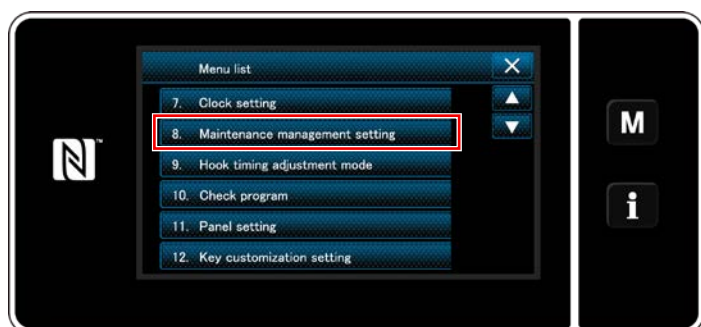 Menu list
7. Clock setting
8. Maintenance management setting
9. Hook timing adjustment mode
10. Check program
11. Panel setting
12. Key customization setting
M
i